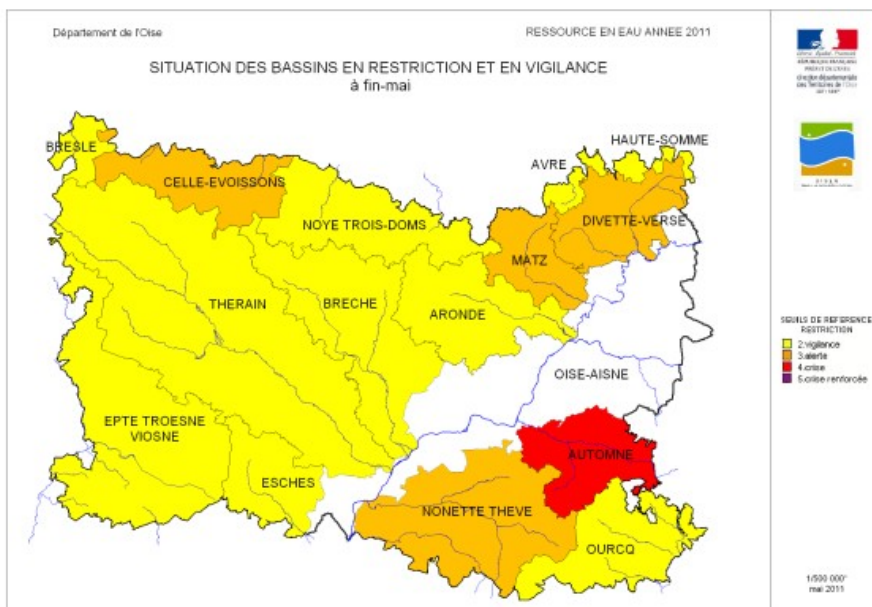 Département de l'Oise
RESSOURCE EN EAU ANNEE 2011
SITUATION DES BASSINS EN RESTRICTION ET EN VIGILANCE
à fin-mai
BRESLE
CELLE-EVOISSONS
NOYE TROIS-DOMS
AVRE
HAUTE-SOMME
DIVETTE-VERSE
MATZ
THERAIN
BRECHE
ARONDE
OISE-AISNE
EPTE TROESNE
VIOSNE
ESCHES
AUTOMNE
NONETTE THEVE
OURCQ
RÉPUBLIQUE FRANÇAISE
SEUILS DE REFERENCE
RESTRICTION
2.vigilance
3.alerte
4.crise
5.crise renforcée
1/500 000°
mai 2011